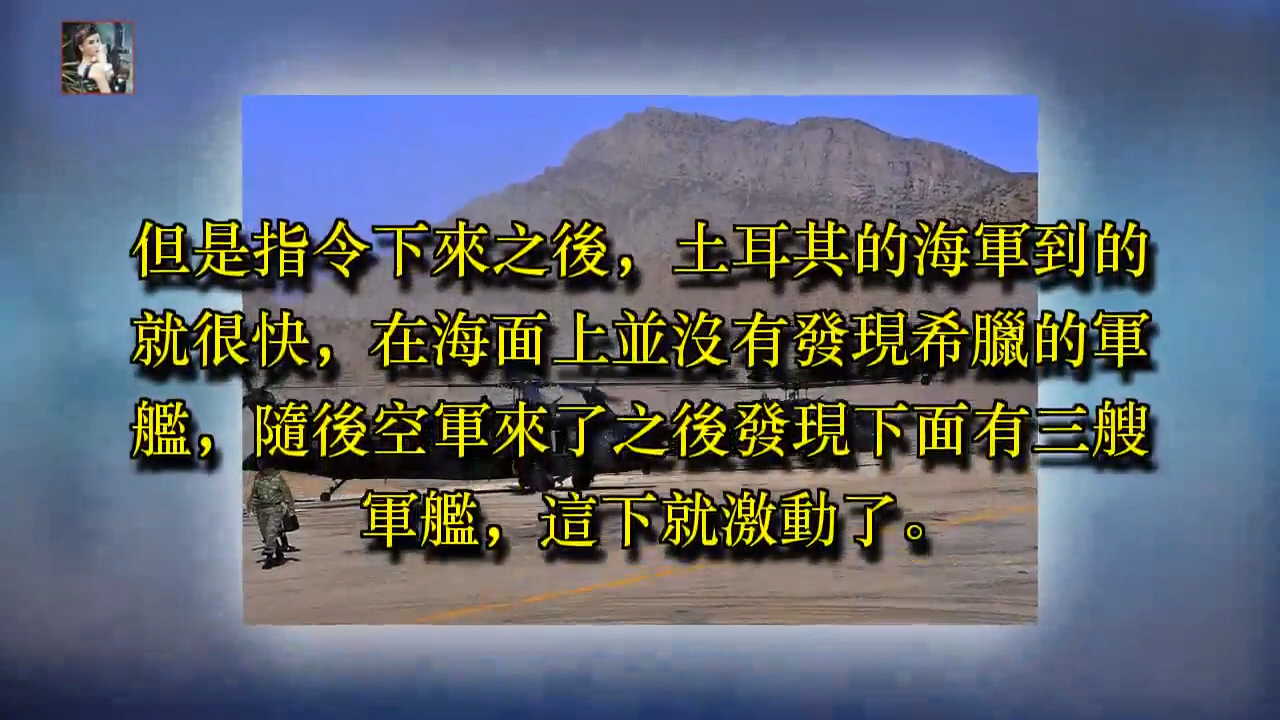 但是指令下來之後，土耳其的海軍到的
就很快，在海面上並沒有發現希臘的軍
艦，隨後空軍來了之後發現下面有三艘
軍艦，這下就激動了。